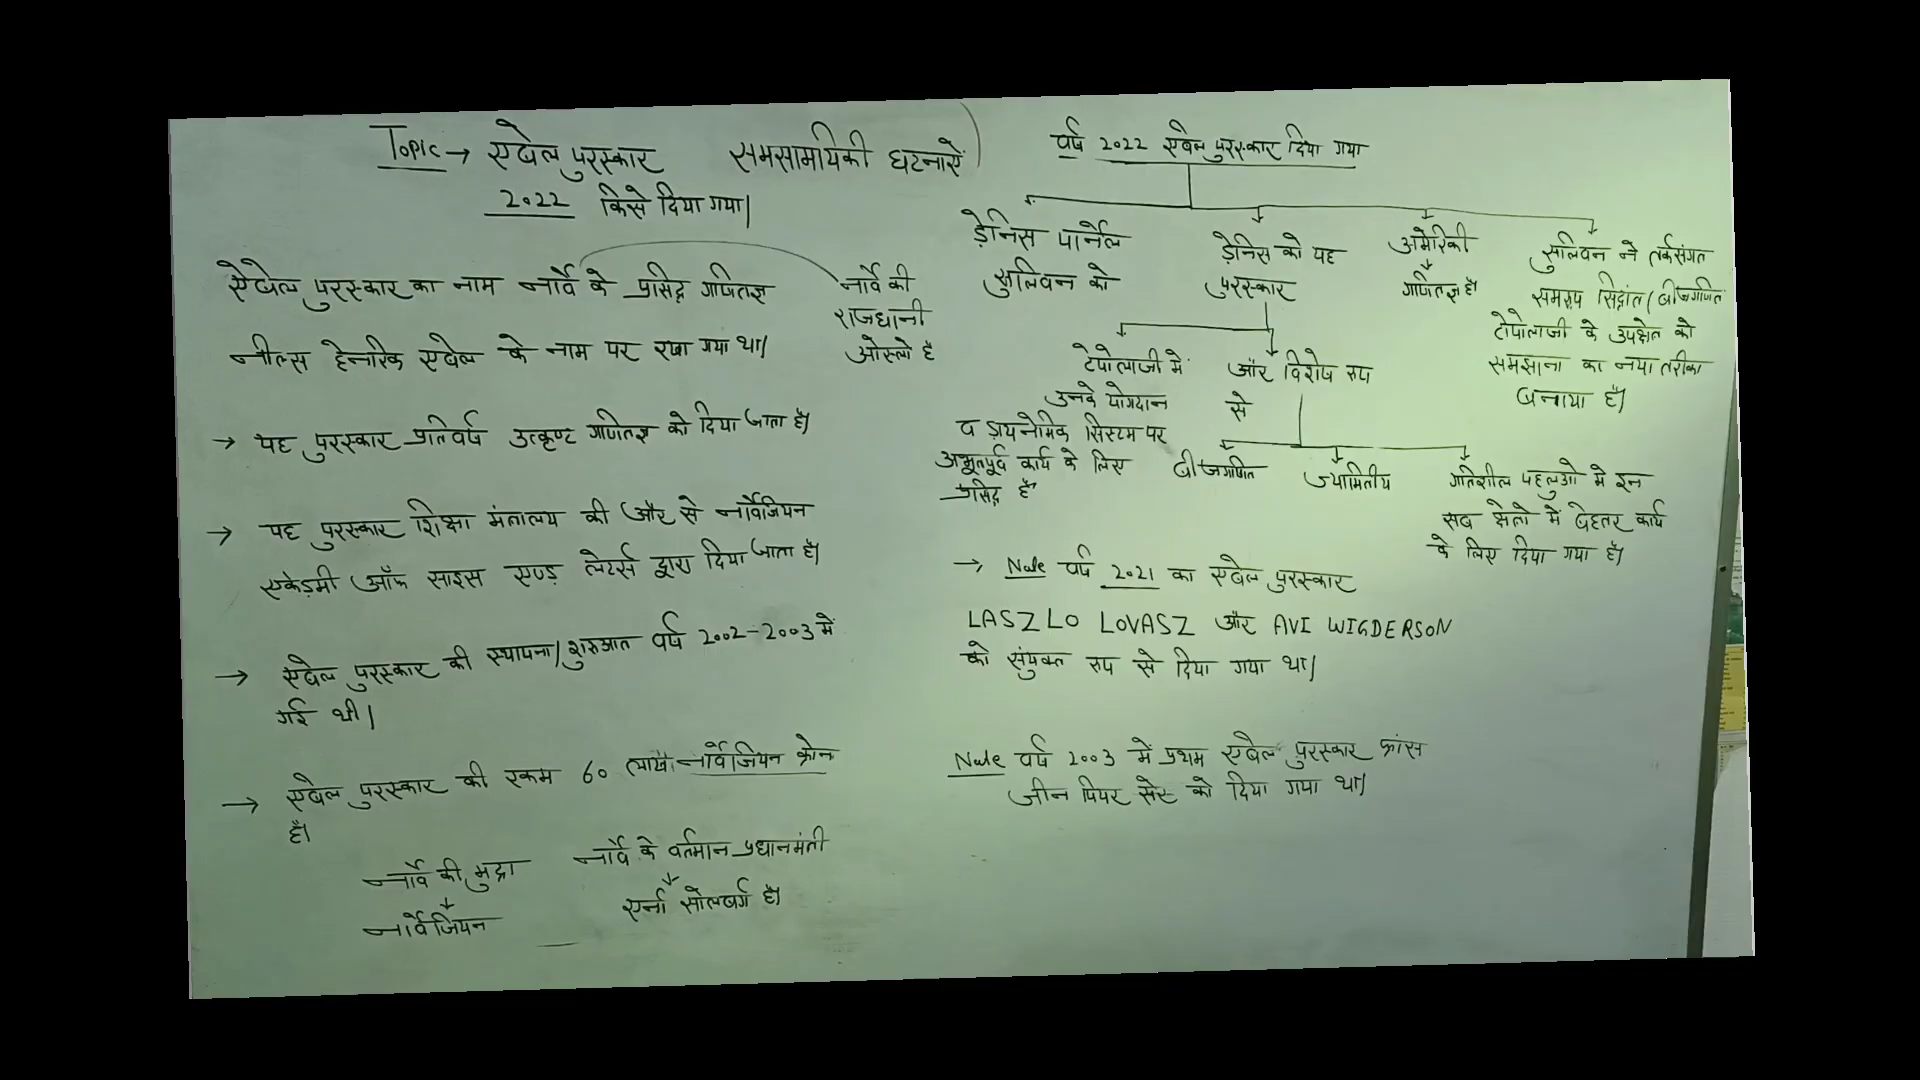 Topic → एबेल पुरस्कार समसामायिकी घटनाऐं
2022 किसे दिया गया।
ऐबेल पुरस्कार का नाम नार्वे के प्रसिद्ध गणितज्ञ
नील्स हेनरिक एबेल के नाम पर रखा गया था।
नार्वे की
राजधानी
ओस्लो है
→ यह पुरस्कार प्रतिवर्ष उत्कृष्ट गणितज्ञ को दिया जाता है।
→ यह पुरस्कार शिक्षा मंत्रालय की और से नार्वेजियन
एकेड़मी ऑफ साइस एण्ड़ लेटर्स द्वारा दिया जाता है।
→ एबेल पुरस्कार की स्थापना/शुरुआत वर्ष 2002-2003 मे
गई थी।
→ एबेल पुरस्कार की रकम 60 लाख नार्वेजियन क्रोन
है।
नार्वे की मुद्रा
↓
नार्वेजियन
नार्वे के वर्तमान प्रधानमंत्री
↓
एर्ना सोलबर्ग है।
वर्ष 2022 एबेल पुरस्कार दिया गया
ड़ेनिस पार्नेल
सुलिवन को
ड़ेनिस को यह
पुरस्कार
अमेरिकी
↓
गणितज्ञ है।
सुलिवन ने तर्कसंगत
समरूप सिद्वांत/बीजगणित
टोपोलाजी के उपक्षेत्र को
समझाना का नया तरीका
बनाया है।
टेपोलाजी में
उनके योगदान
व ड़ायनेमिक सिस्टम पर
अभूतपूर्व कार्य के लिए
प्रसिद्व है
और विशेष रुप
से
बीजगणित
ज्यामितीय
गतिशील पहलुओ मे इन
सब क्षेत्रो में बेहतर कार्य
के लिए दिया गया है।
→ Note वर्ष 2021 का एबेल पुरस्कार
LASZLO LOVASZ और AVI WIGDERSON
को संयुक्त रुप से दिया गया था।
Note वर्ष 2003 में प्रथम एबेल पुरस्कार फ्रांस
जीन पियर सेर को दिया गया था।